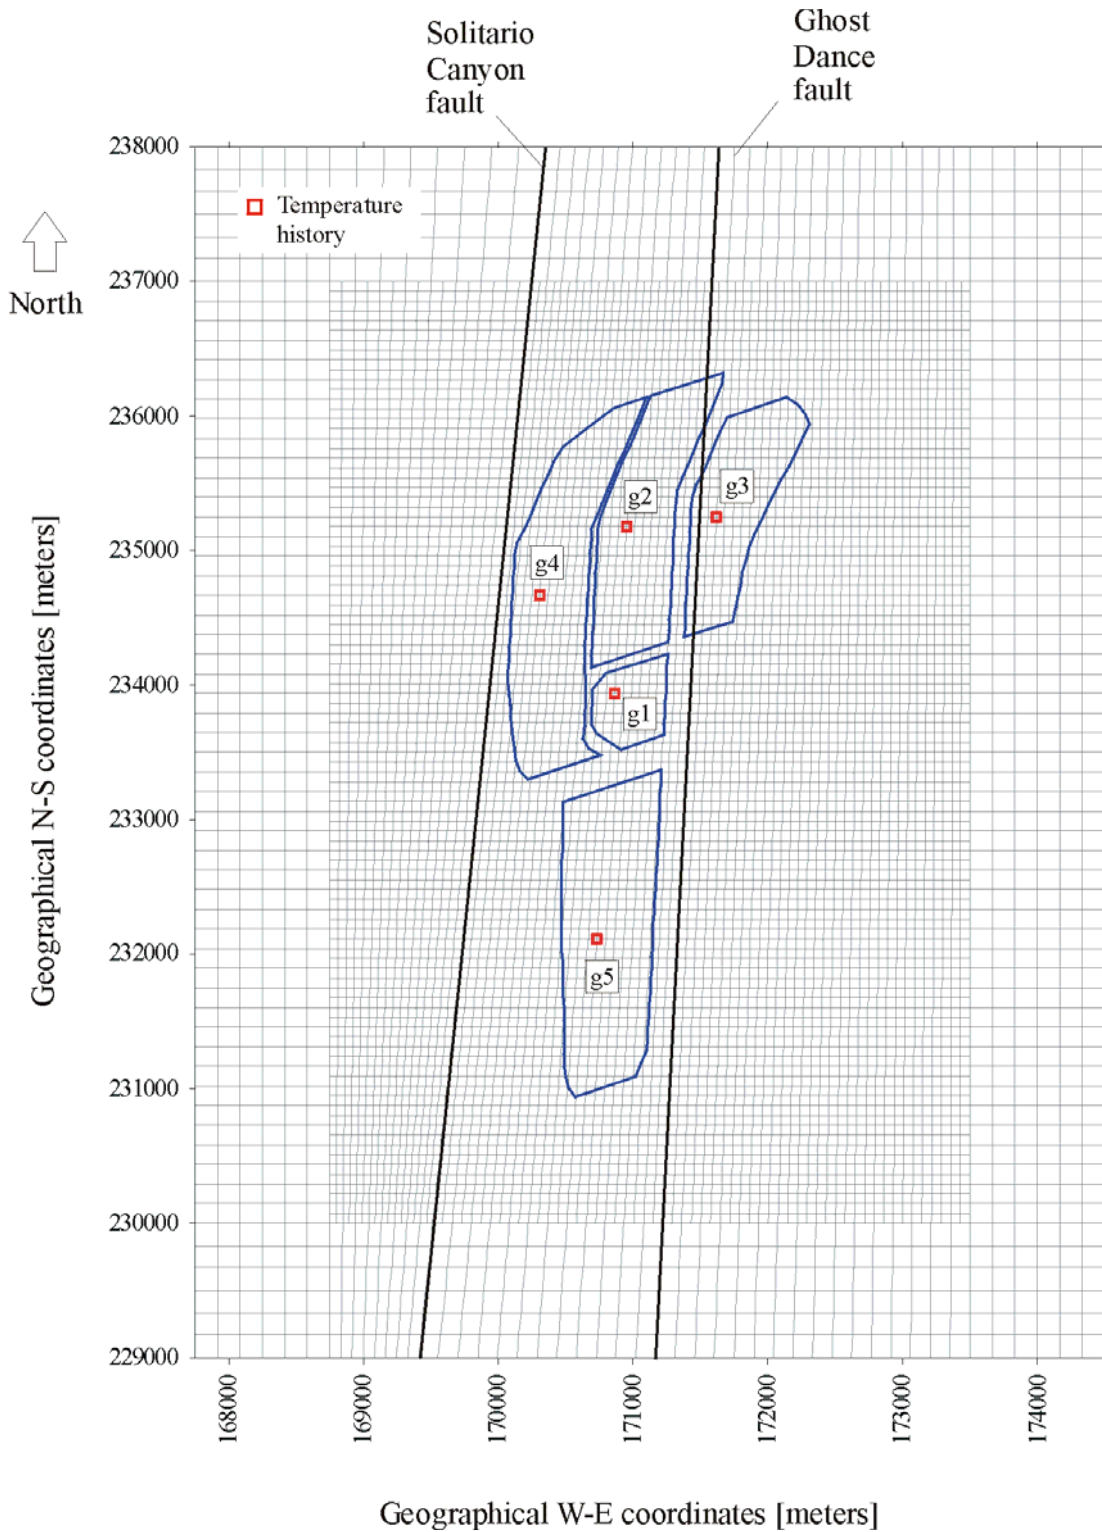 Solitario
Canyon
fault
Ghost
Dance
fault
238000
Temperature
history
North
237000
236000
235000
234000
233000
232000
231000
230000
229000
g2
g3
g4
g1
g5
Geographical N-S coordinates [meters]
168000
169000
170000
171000
172000
173000
174000
Geographical W-E coordinates [meters]